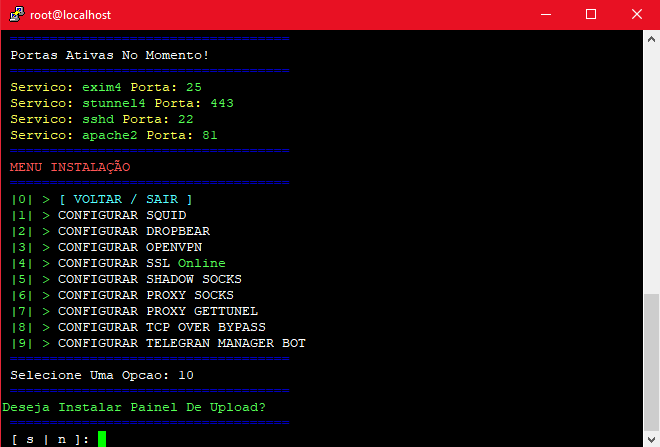 root@localhost
Portas Ativas No Momento!
Servico: exim4 Porta: 25
Servico: stunnel4 Porta: 443
Servico: sshd Porta: 22
Servico: apache2 Porta: 81
MENU INSTALAÇÃO
|0| > [ VOLTAR / SAIR ]
|1| > CONFIGURAR SQUID
|2| > CONFIGURAR DROPBEAR
|3| > CONFIGURAR OPENVPN
|4| > CONFIGURAR SSL Online
|5| > CONFIGURAR SHADOW SOCKS
|6| > CONFIGURAR PROXY SOCKS
|7| > CONFIGURAR PROXY GETTUNEL
|8| > CONFIGURAR TCP OVER BYPASS
|9| > CONFIGURAR TELEGRAN MANAGER BOT
Selecione Uma Opcao: 10
Deseja Instalar Painel De Upload?
[ s | n ]: